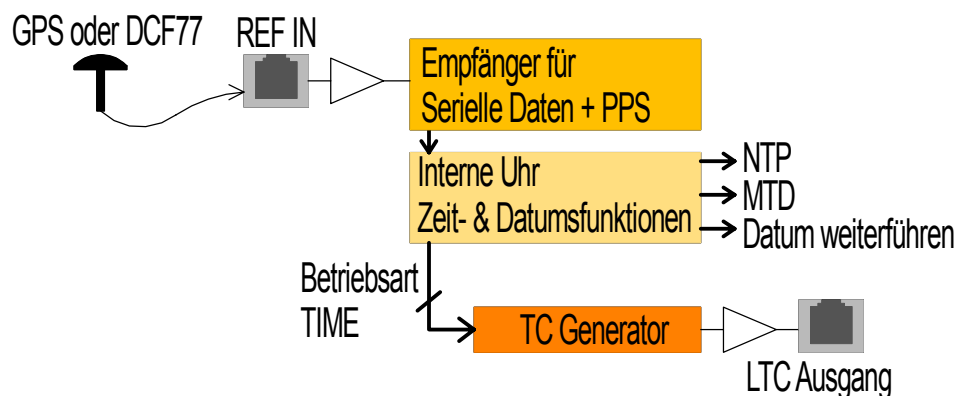 GPS oder DCF77
REF IN
Empfänger für
Serielle Daten + PPS
Interne Uhr
Zeit- & Datumsfunktionen
NTP
MTD
Datum weiterführen
Betriebsart
TIME
TC Generator
LTC Ausgang